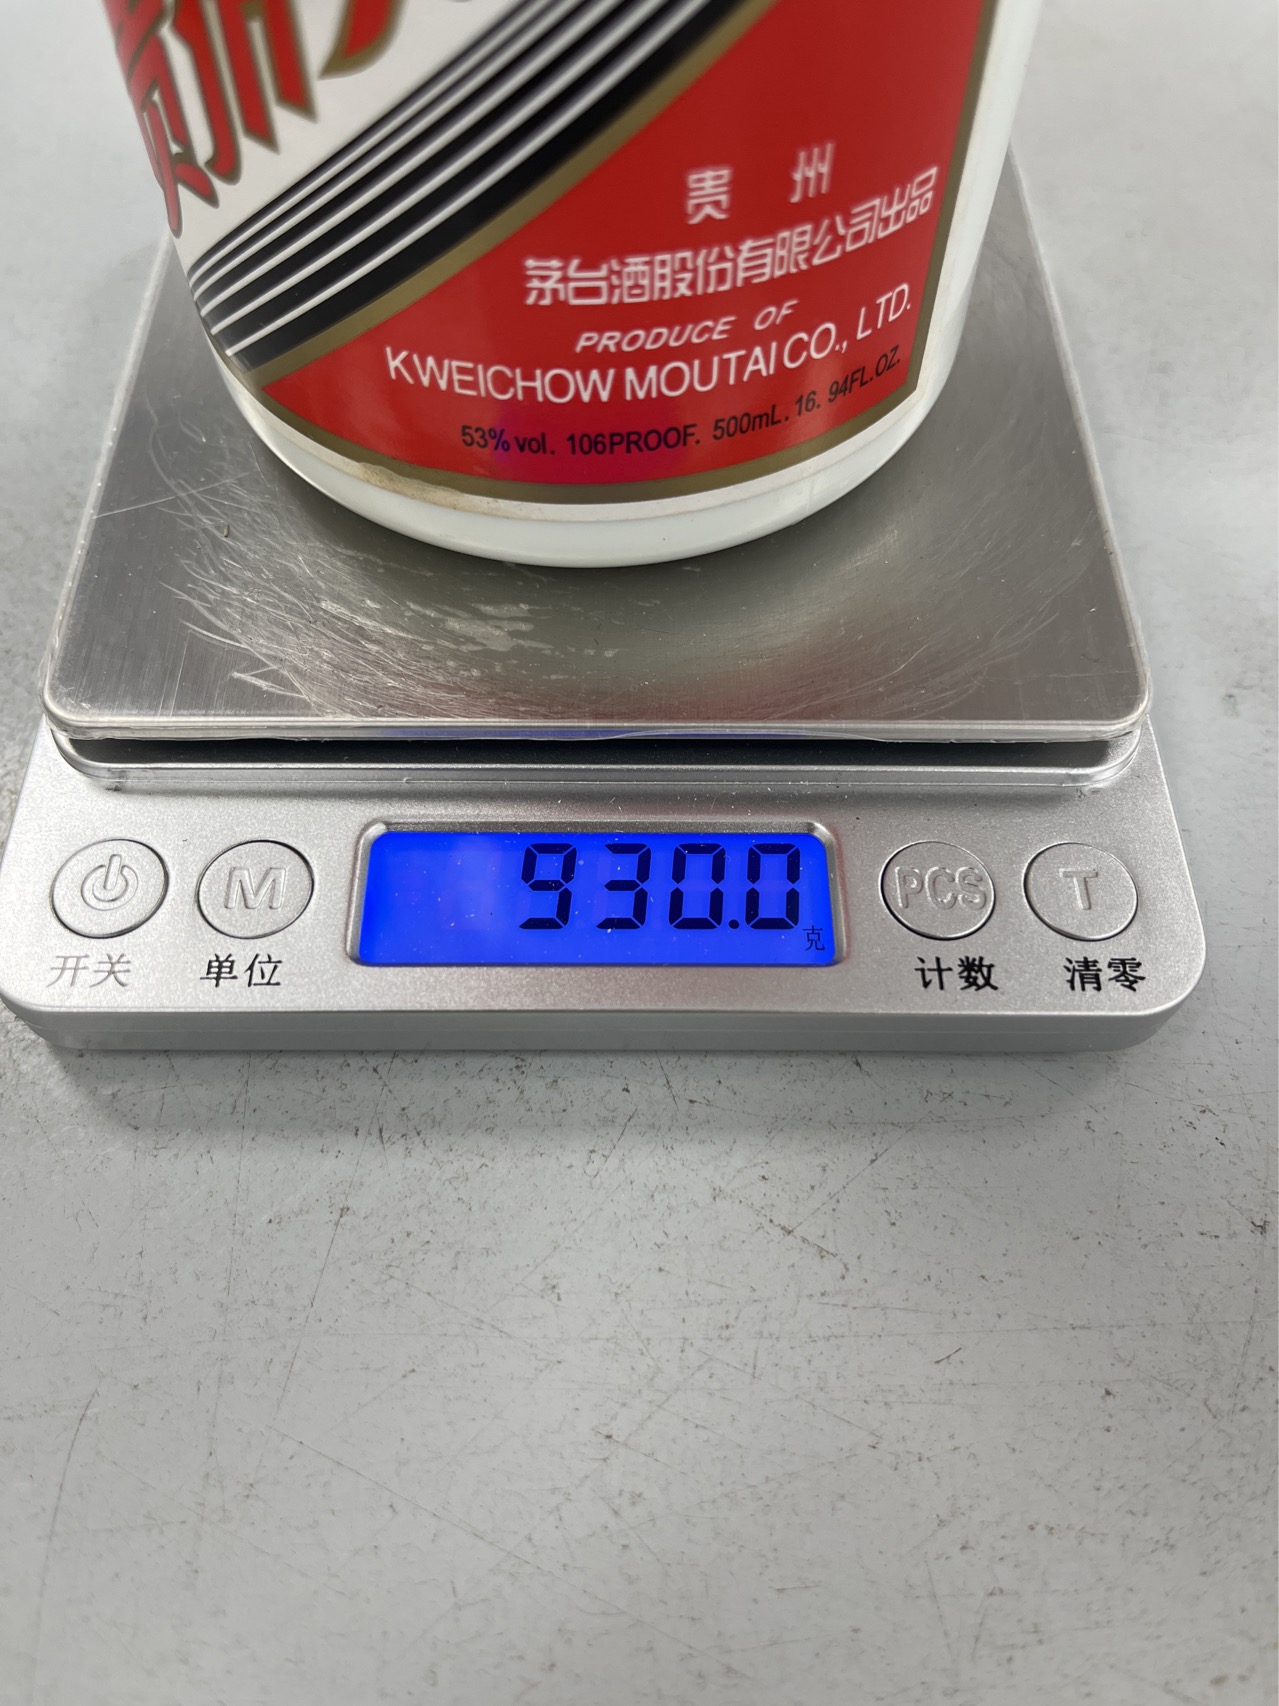 贵州
贵州
茅台酒股份有限公司出品
PRODUCE OF
KWEICHOW MOUTAI CO., LTD.
53% vol. 106PROOF. 500mL. 16. 94FL.OZ.
930.0
克
M
PCS
T
开关
单位
计数
清零